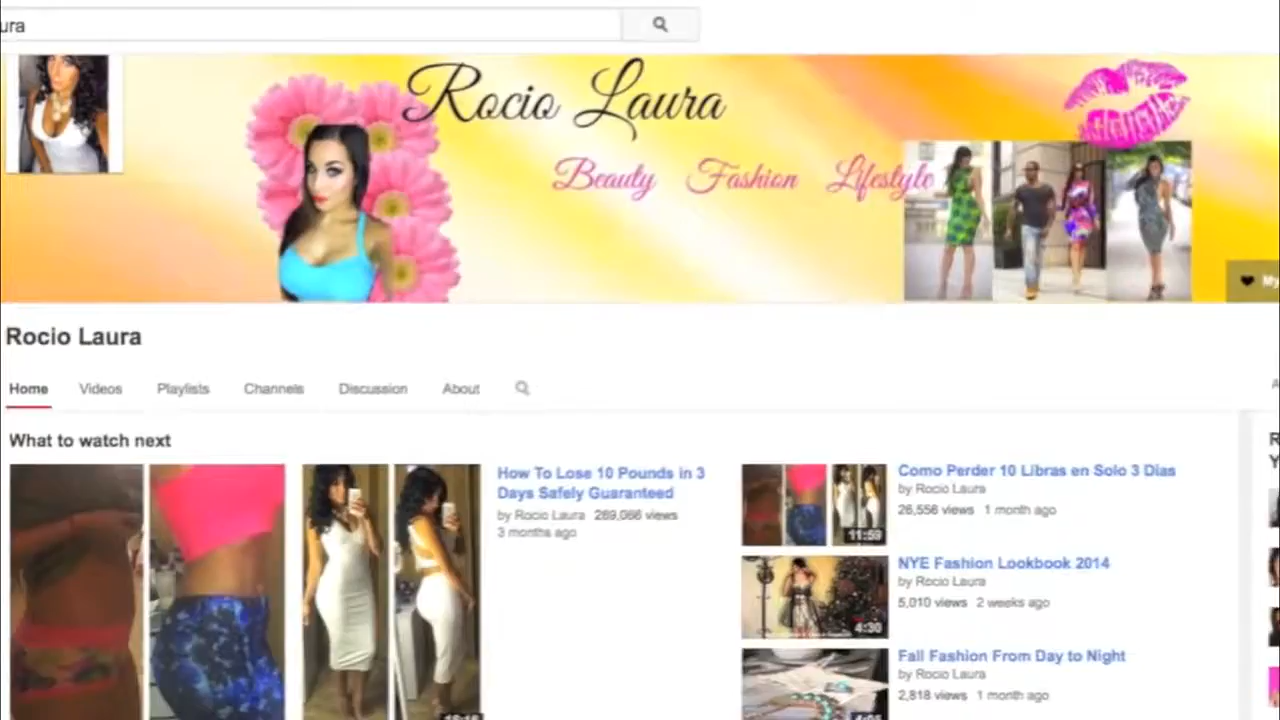 ura
Rocio Laura
Beauty Fashion Lifestyle
My
Rocio Laura
Home Videos Playlists Channels Discussion About
What to watch next
How To Lose 10 Pounds in 3
Days Safely Guaranteed
by Rocio Laura 269,066 views
3 months ago
Como Perder 10 Libras en Solo 3 Dias
by Rocio Laura
26,556 views 1 month ago
11:59
NYE Fashion Lookbook 2014
by Rocio Laura
5,010 views 2 weeks ago
4:30
Fall Fashion From Day to Night
by Rocio Laura
2,818 views 1 month ago